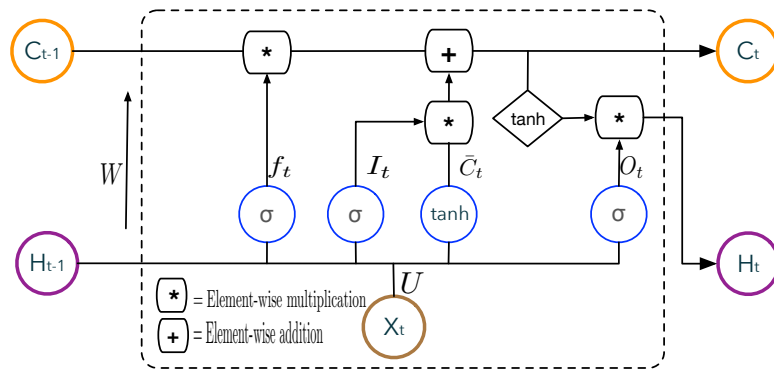 Ct-1
*
+
Ct
tanh
*
*
W
ft
It
C̄t
Ot
σ
σ
tanh
σ
Ht-1
Ht
U
* = Element-wise multiplication
+ = Element-wise addition
Xt